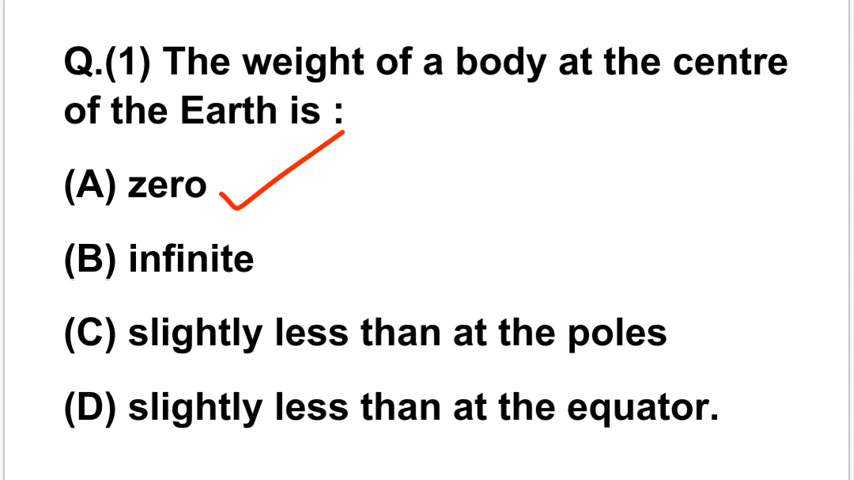 Q.(1) The weight of a body at the centre
of the Earth is :
(A) zero
(B) infinite
(C) slightly less than at the poles
(D) slightly less than at the equator.